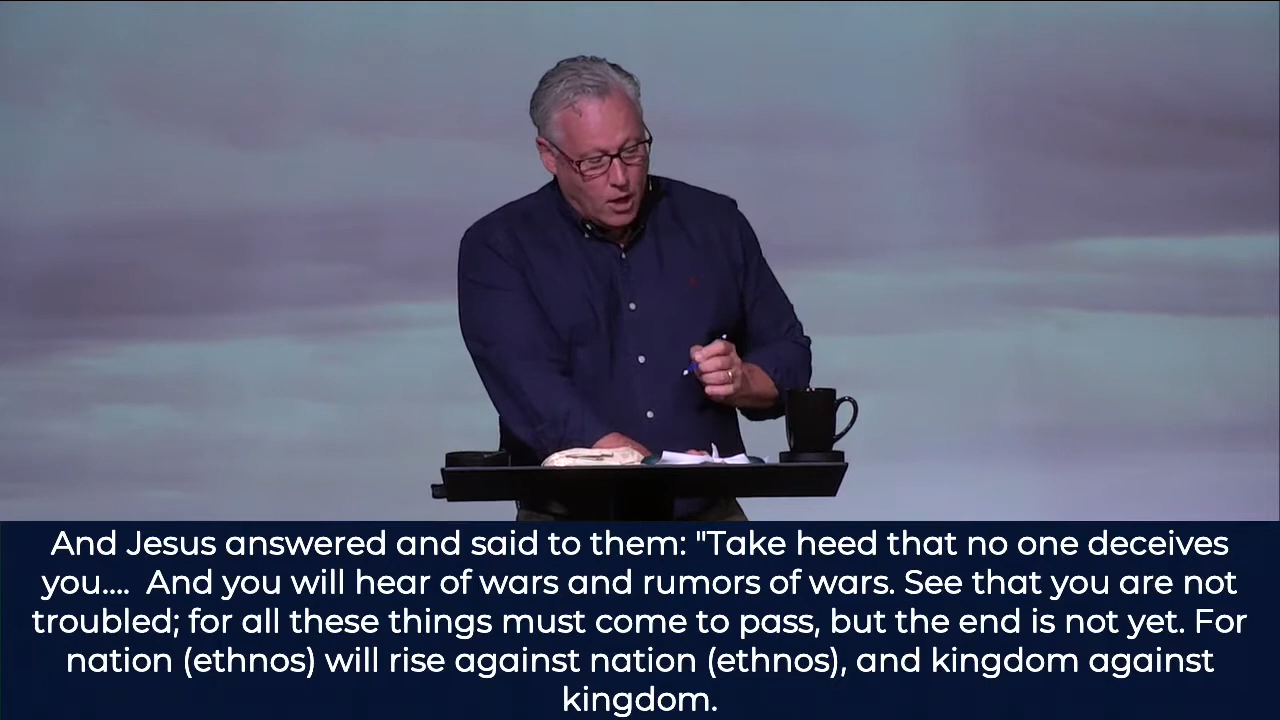 And Jesus answered and said to them: "Take heed that no one deceives
you....  And you will hear of wars and rumors of wars. See that you are not
troubled; for all these things must come to pass, but the end is not yet. For
nation (ethnos) will rise against nation (ethnos), and kingdom against
kingdom.